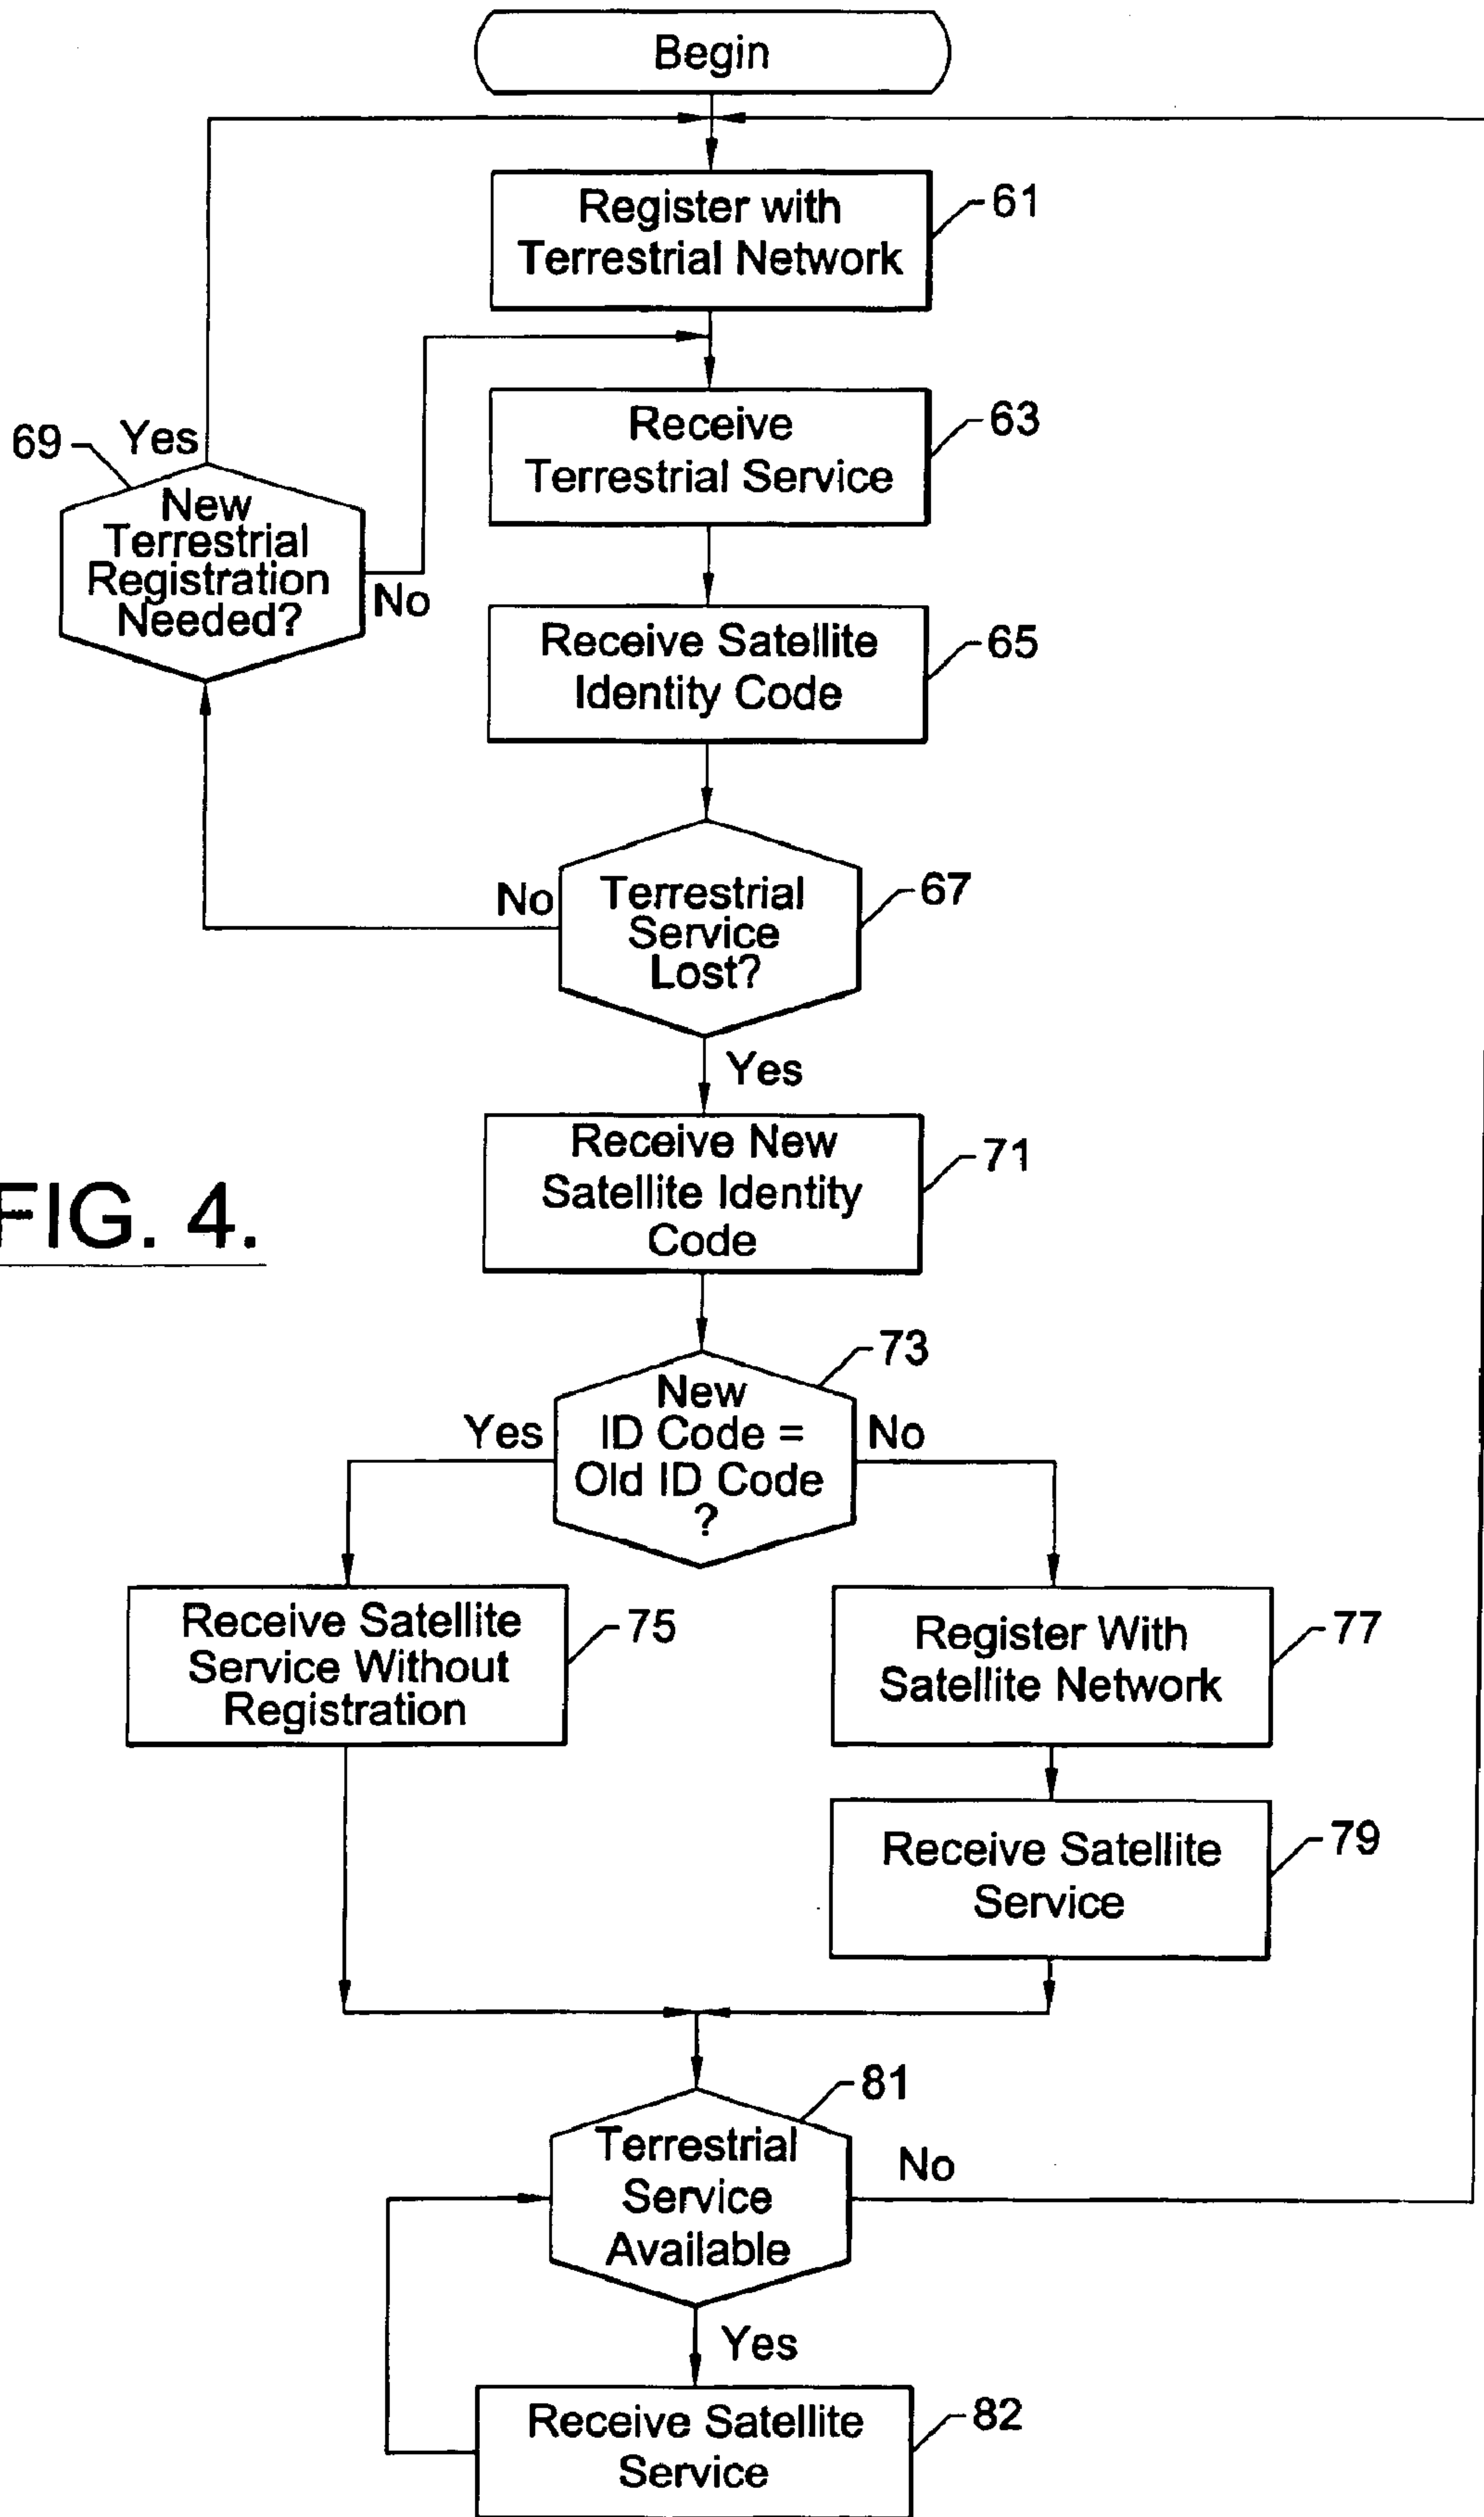 Begin
Register with
Terrestrial Network
61
Receive
Terrestrial Service
63
69
Yes
New
Terrestrial
Registration
Needed?
No
Receive Satellite
Identity Code
65
No
Terrestrial
Service
Lost?
67
Yes
Receive New
Satellite Identity
Code
71
FIG. 4.
73
Yes
New
ID Code =
Old ID Code
?
No
Receive Satellite
Service Without
Registration
75
Register With
Satellite Network
77
Receive Satellite
Service
79
81
Terrestrial
Service
Available
No
Yes
Receive Satellite
Service
82